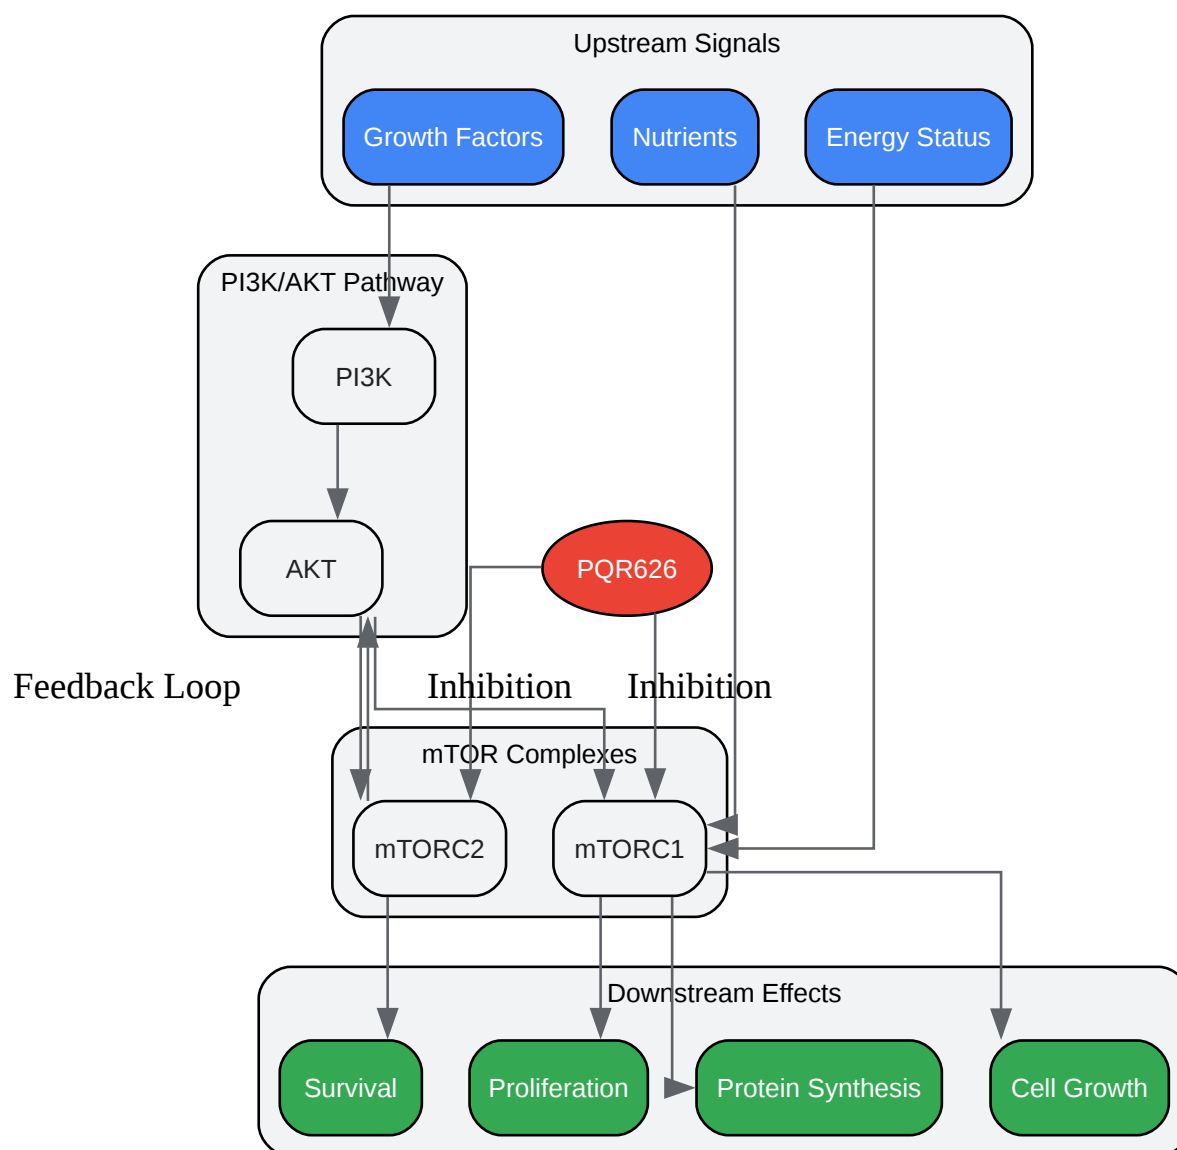 Upstream Signals
Growth Factors
Nutrients
Energy Status
PI3K/AKT Pathway
PI3K
AKT
PQR626
Feedback Loop
Inhibition
Inhibition
mTOR Complexes
mTORC2
mTORC1
Downstream Effects
Survival
Proliferation
Protein Synthesis
Cell Growth